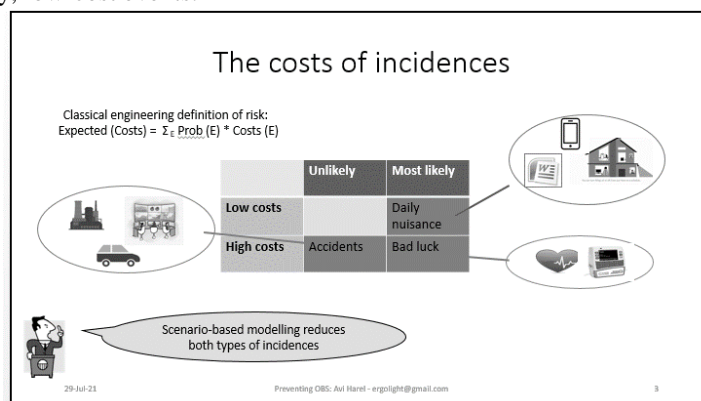 The costs of incidences
Classical engineering definition of risk:
Expected (Costs) = Σ E Prob (E) * Costs (E)
Unlikely Most likely
Low costs Daily
nuisance
High costs Accidents Bad luck
W
Scenario-based modelling reduces
both types of incidences
29-Jul-21 Preventing OBS: Avi Harel - ergolight@gmail.com 3